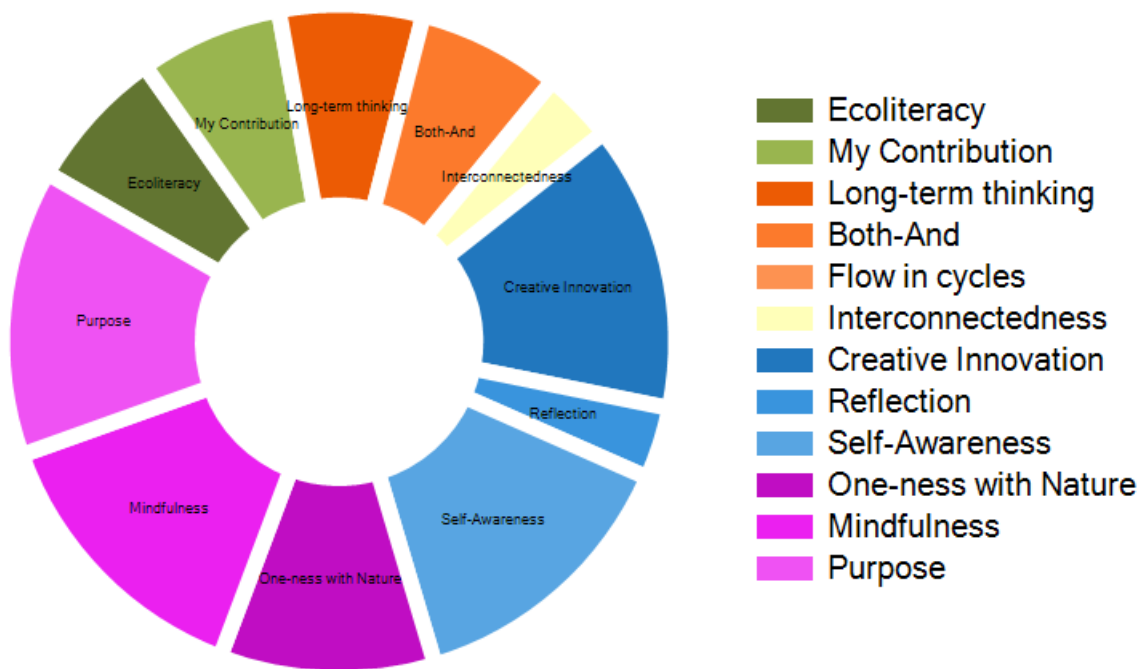 Long-term thinking
My Contribution
Both-And
Interconnectedness
Ecoliteracy
Creative Innovation
Purpose
Reflection
Mindfulness
Self-Awareness
One-ness with Nature
Ecoliteracy
My Contribution
Long-term thinking
Both-And
Flow in cycles
Interconnectedness
Creative Innovation
Reflection
Self-Awareness
One-ness with Nature
Mindfulness
Purpose